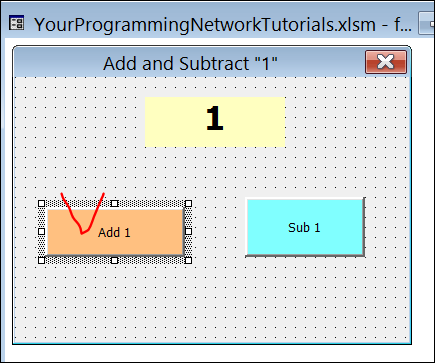 YourProgrammingNetworkTutorials.xlsm - f...
Add and Subtract "1"
1
Add 1
Sub 1